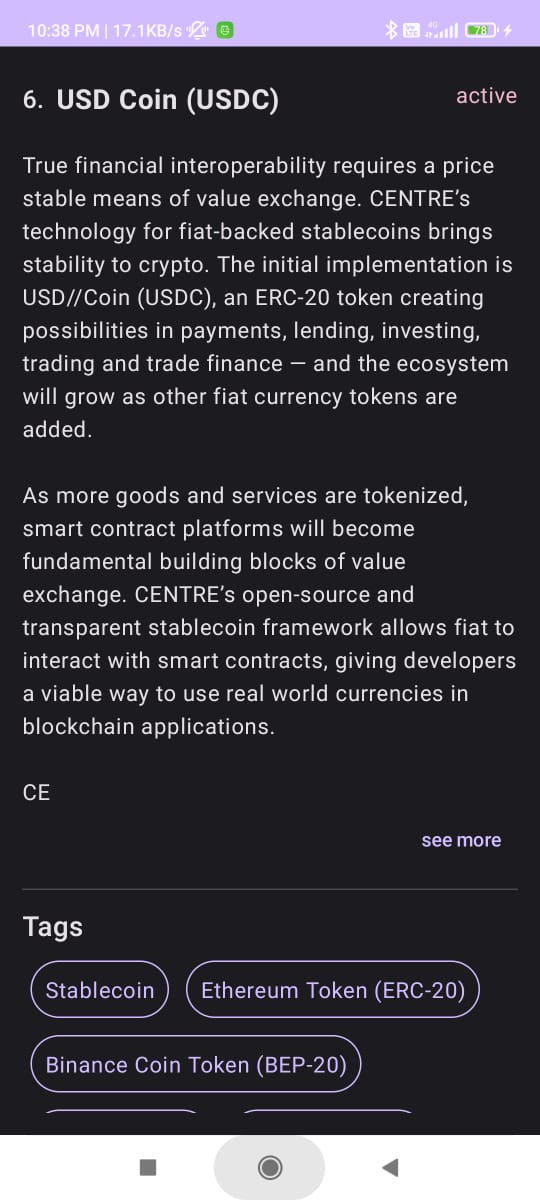 10:38 PM | 17.1KB/s
Vo LTE 4G 78
6. USD Coin (USDC) active
True financial interoperability requires a price
stable means of value exchange. CENTRE’s
technology for fiat-backed stablecoins brings
stability to crypto. The initial implementation is
USD//Coin (USDC), an ERC-20 token creating
possibilities in payments, lending, investing,
trading and trade finance — and the ecosystem
will grow as other fiat currency tokens are
added.
As more goods and services are tokenized,
smart contract platforms will become
fundamental building blocks of value
exchange. CENTRE’s open-source and
transparent stablecoin framework allows fiat to
interact with smart contracts, giving developers
a viable way to use real world currencies in
blockchain applications.
CE
see more
Tags
Stablecoin
Ethereum Token (ERC-20)
Binance Coin Token (BEP-20)